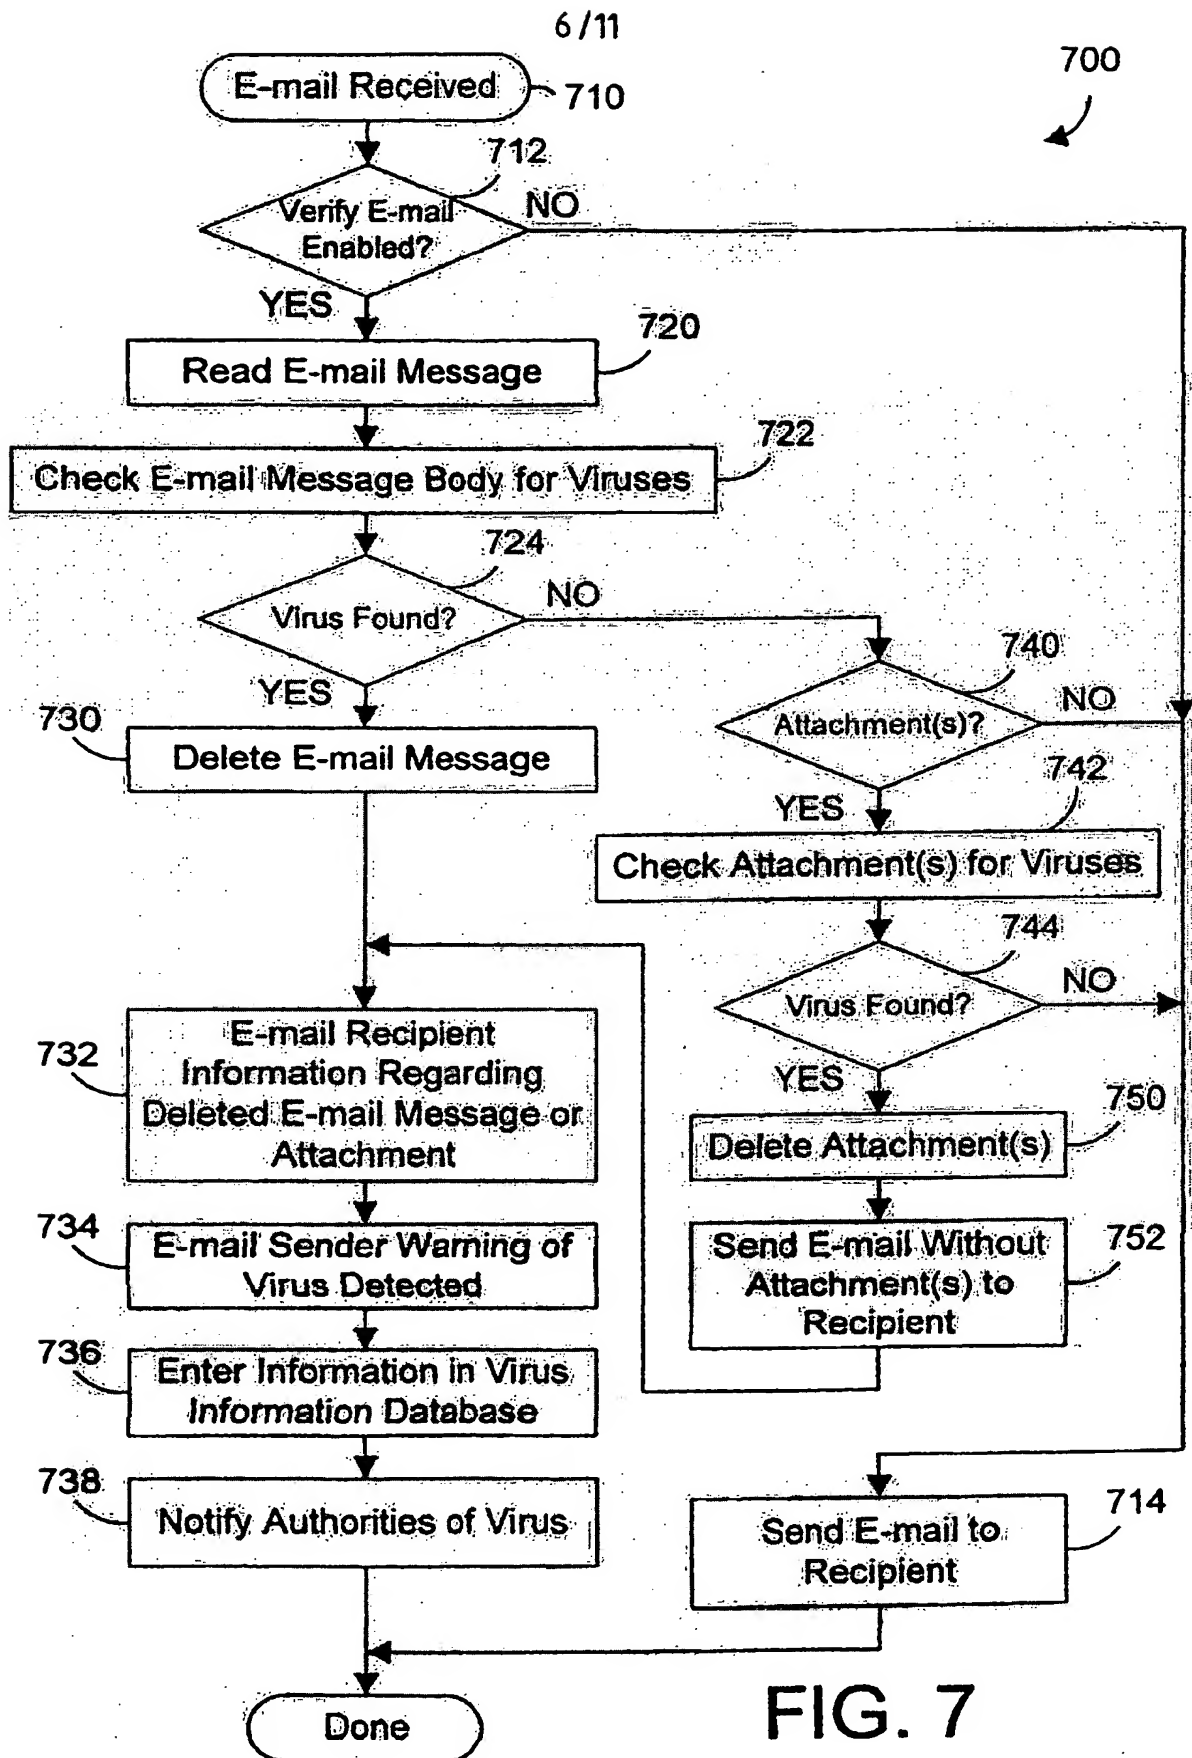 6/11
700
E-mail Received
710
712
Verify E-mail
Enabled?
NO
YES
720
Read E-mail Message
722
Check E-mail Message Body for Viruses
724
Virus Found?
NO
YES
740
Attachment(s)?
NO
730
Delete E-mail Message
742
YES
Check Attachment(s) for Viruses
744
Virus Found?
NO
YES
732
E-mail Recipient
Information Regarding
Deleted E-mail Message or
Attachment
750
Delete Attachment(s)
734
E-mail Sender Warning of
Virus Detected
752
Send E-mail Without
Attachment(s) to
Recipient
736
Enter Information in Virus
Information Database
738
Notify Authorities of Virus
714
Send E-mail to
Recipient
Done
FIG. 7